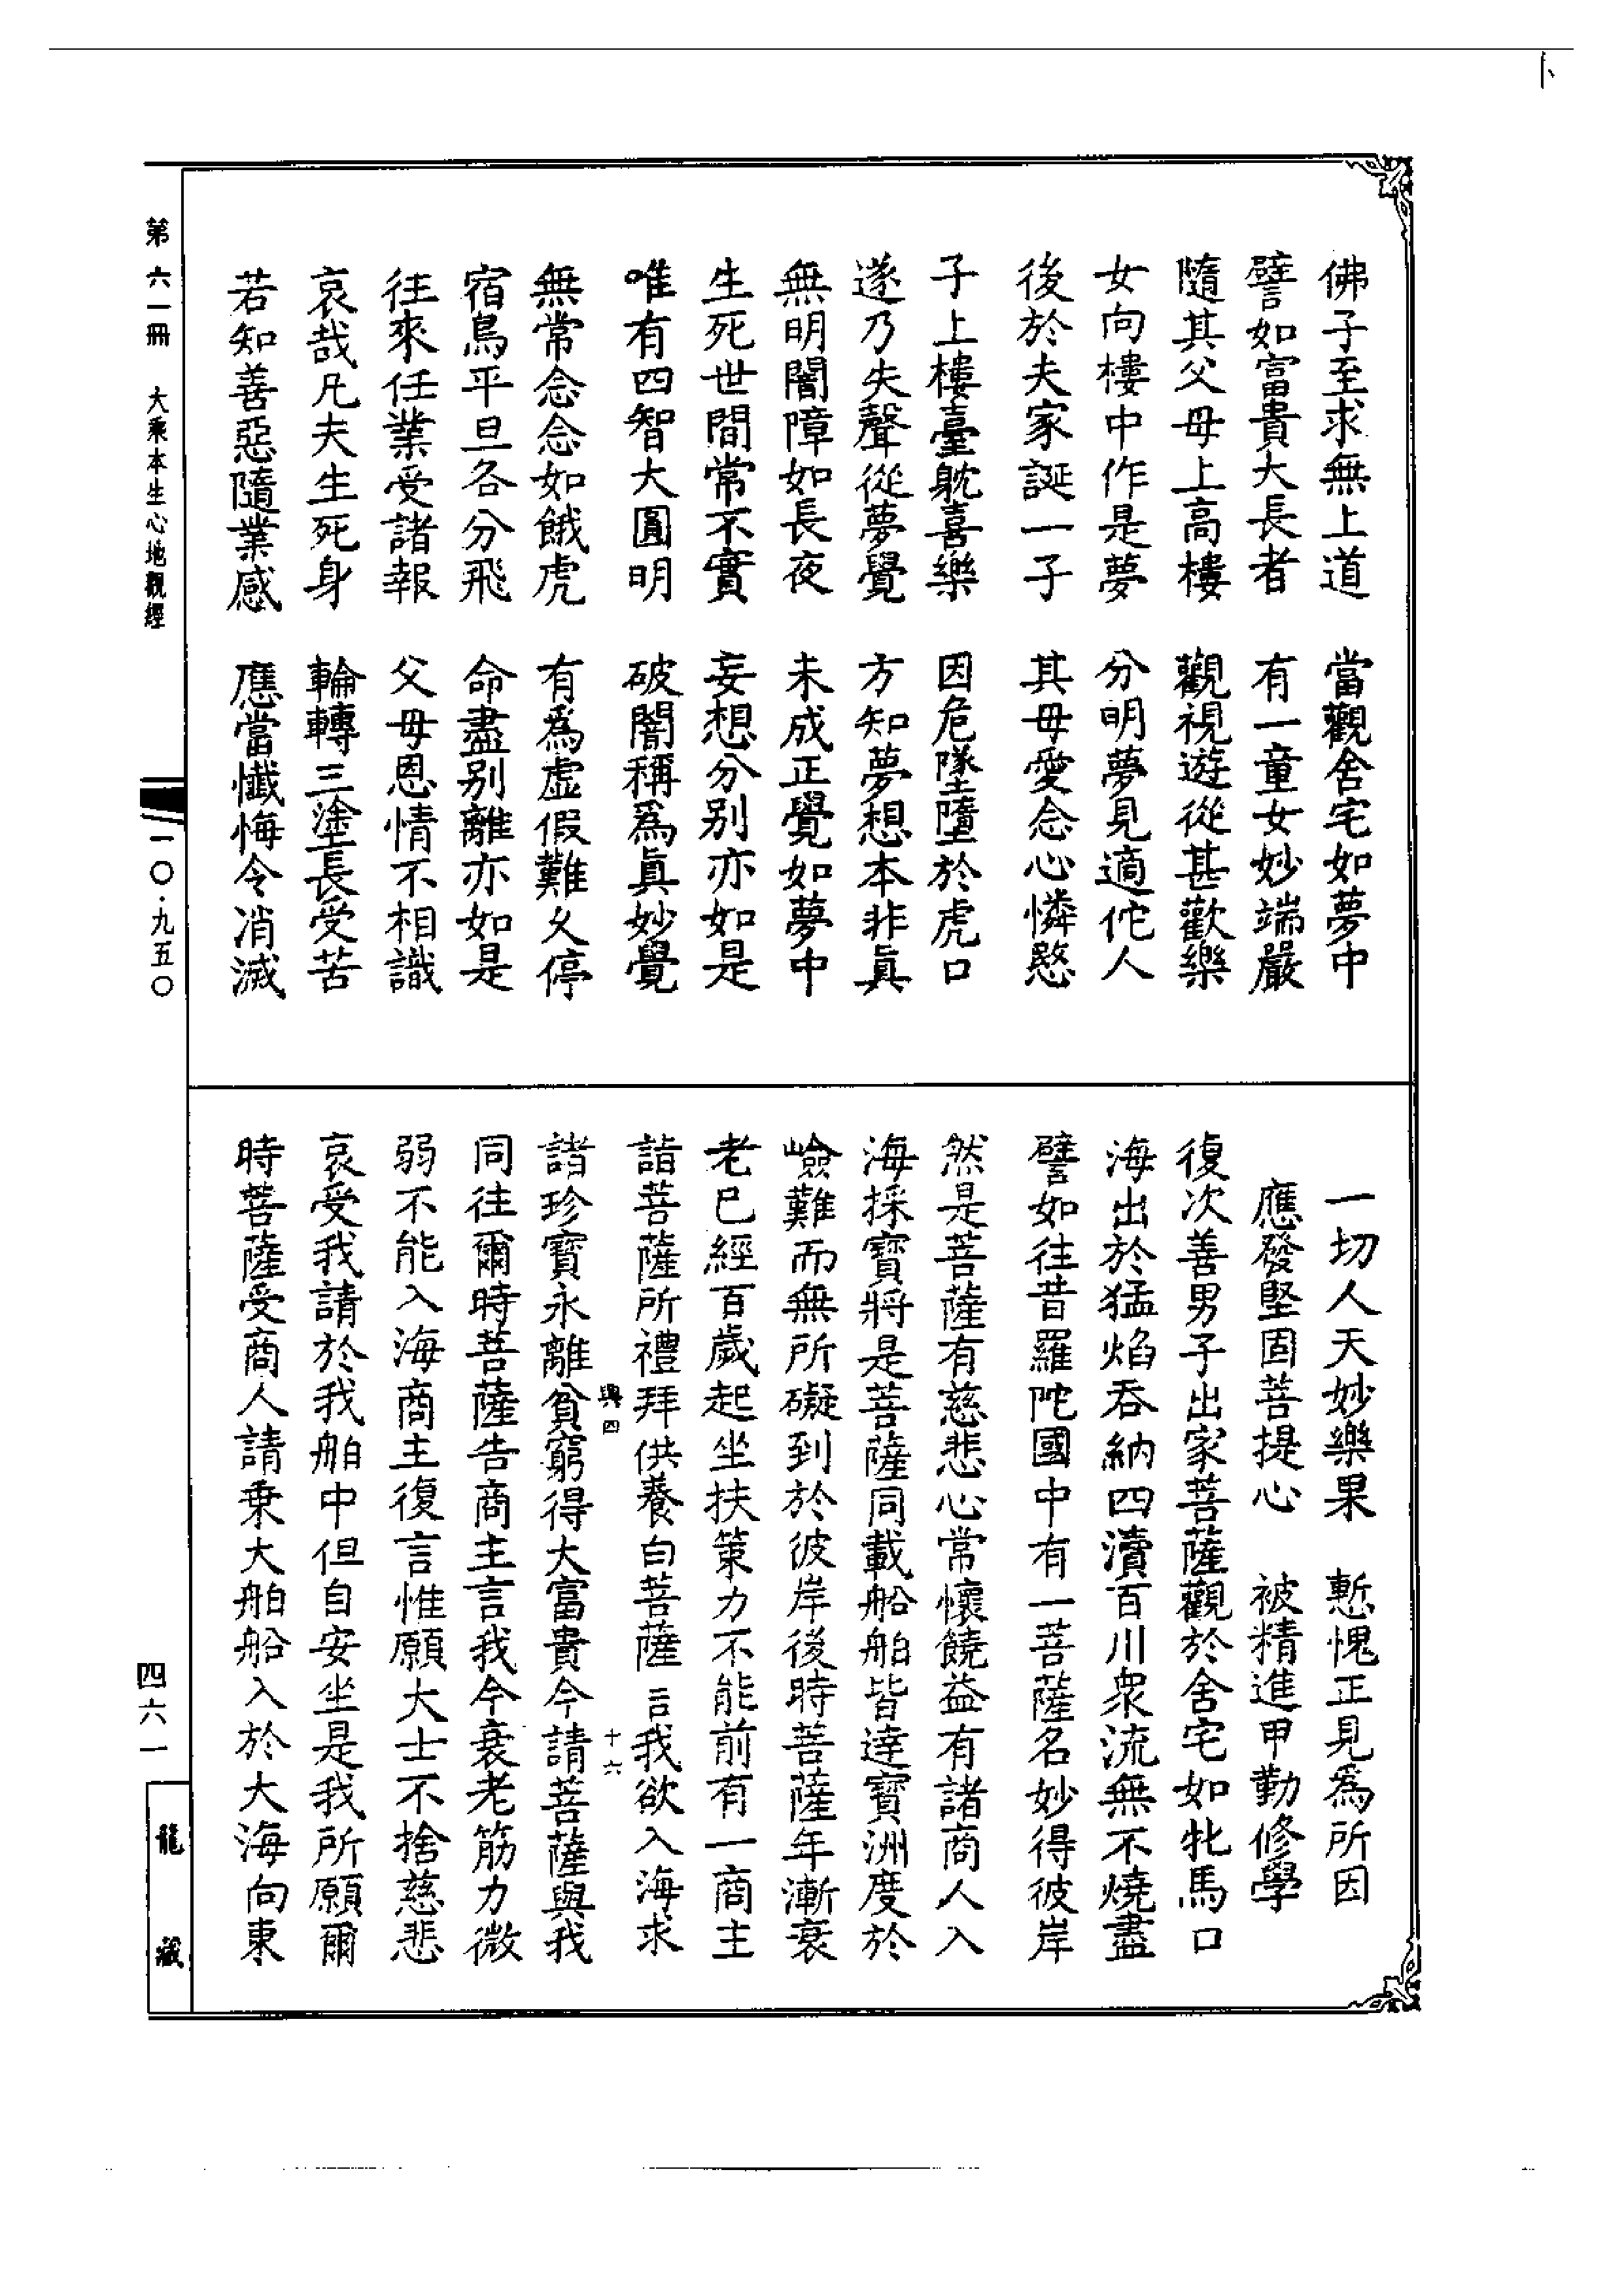 佛子至求無上道　當觀舍宅如夢中
譬如富貴大長者　有一童女妙端嚴
隨其父母上高樓　觀視遊從甚歡樂
女向樓中作是夢　分明夢見適佗人
後於夫家誕一子　其母愛念心憐愍
子上樓臺躭喜樂　因危墜墮於虎口
遂乃失聲從夢覺　方知夢想本非眞
無明闇障如長夜　未成正覺如夢中
生死世間常不實　妄想分別亦如是
唯有四智大圓明　破闇稱爲眞妙覺
無常念念如餓虎　有爲虛假難久停
宿鳥平旦各分飛　命盡别離亦如是
往來任業受諸報　父母恩情不相識
哀哉凡夫生死身　輪轉三塗長受苦
若知善惡隨業感　應當懺悔令消滅
一切人天妙樂果　慙愧正見爲所因
應發堅固菩提心　被精進甲勤修學
復次善男子出家菩薩觀於舍宅如牝馬口
海出於猛焰吞納四瀆百川衆流無不燒盡
譬如往昔羅陀國中有一菩薩名妙得彼岸
然是菩薩有慈悲心常懷饒益有諸商人入
海採寶將是菩薩同載船舶皆達寶洲度於
嶮難而無所礙到於彼岸後時菩薩年漸衰
老已經百歲起坐扶策力不能前有一商主
詣菩薩所禮拜供養白菩薩言我欲入海求
輿四　十六
諸珍寶永離貧窮得大富貴今請菩薩與我
同往爾時菩薩告商主言我今衰老筋力微
弱不能入海商主復言惟願大士不捨慈悲
哀受我請於我舶中但自安坐是我所願爾
時菩薩受商人請乗大舶船入於大海向東
第六一冊　大乘本生心地觀經
一〇·九五〇
四六一
龍藏